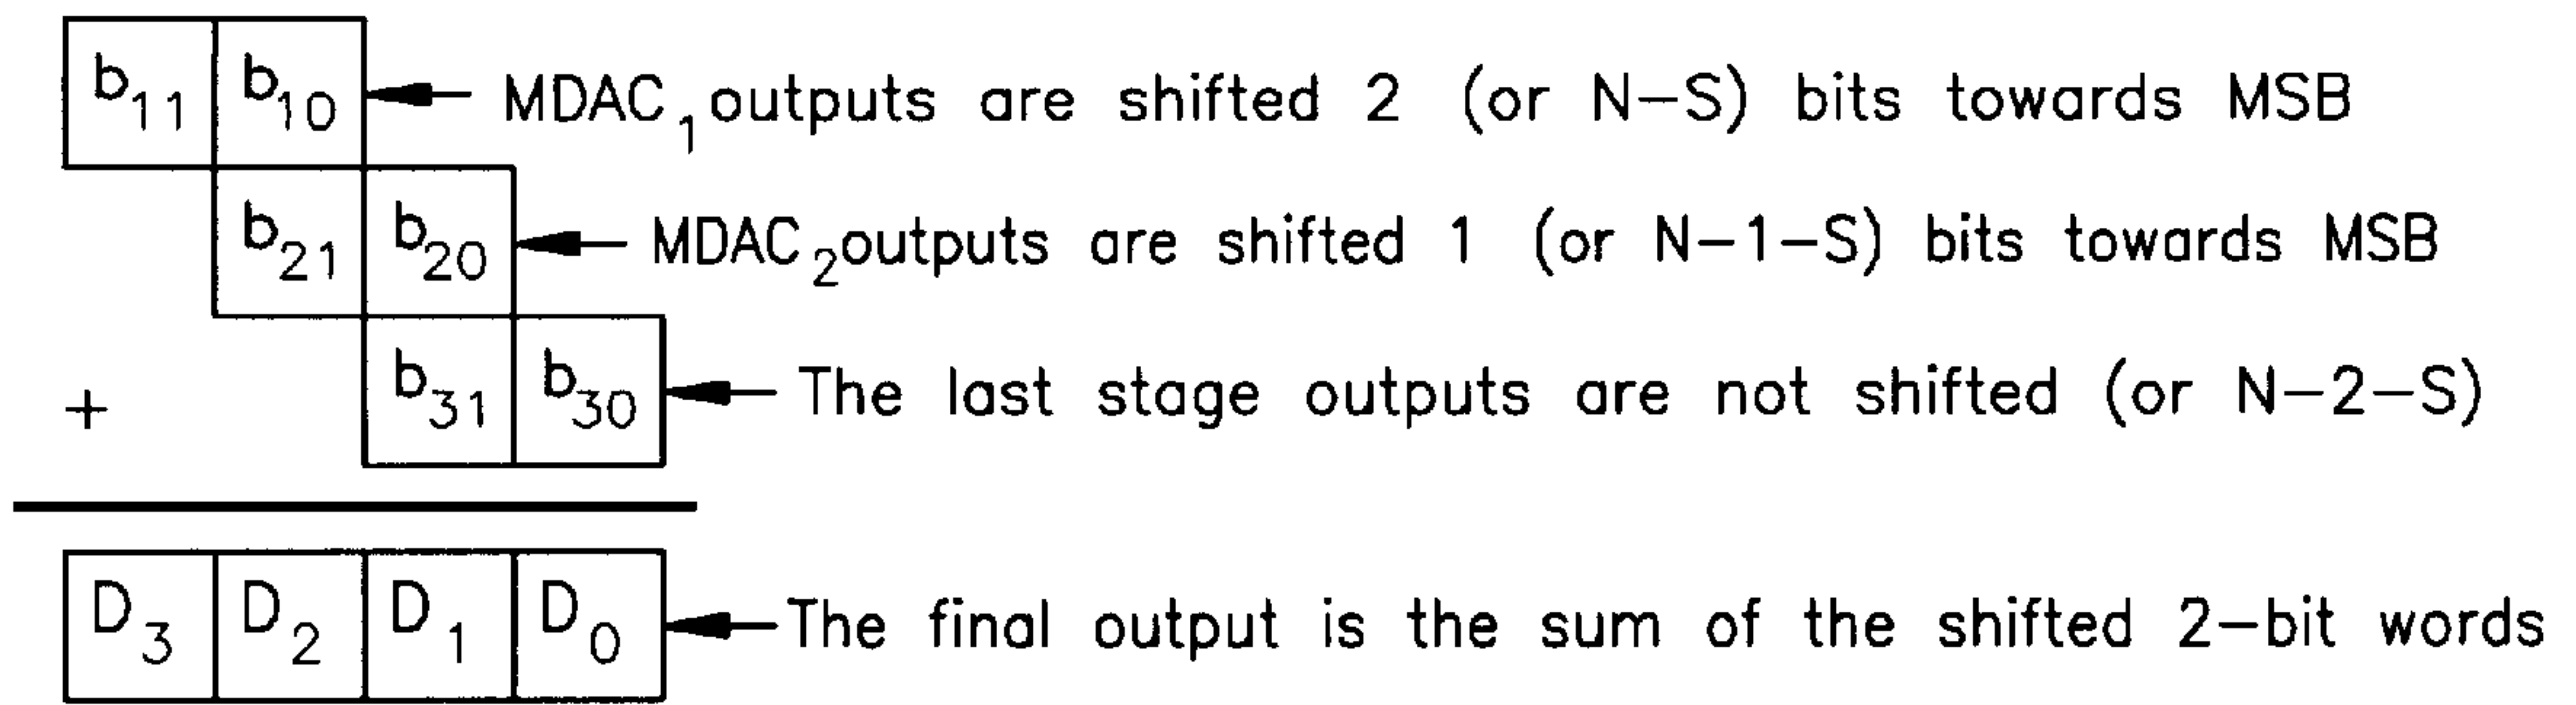 b11 b10 MDAC1 outputs are shifted 2 (or N-S) bits towards MSB
b21 b20 MDAC2 outputs are shifted 1 (or N-1-S) bits towards MSB
+ b31 b30 The last stage outputs are not shifted (or N-2-S)
D3 D2 D1 D0 The final output is the sum of the shifted 2-bit words